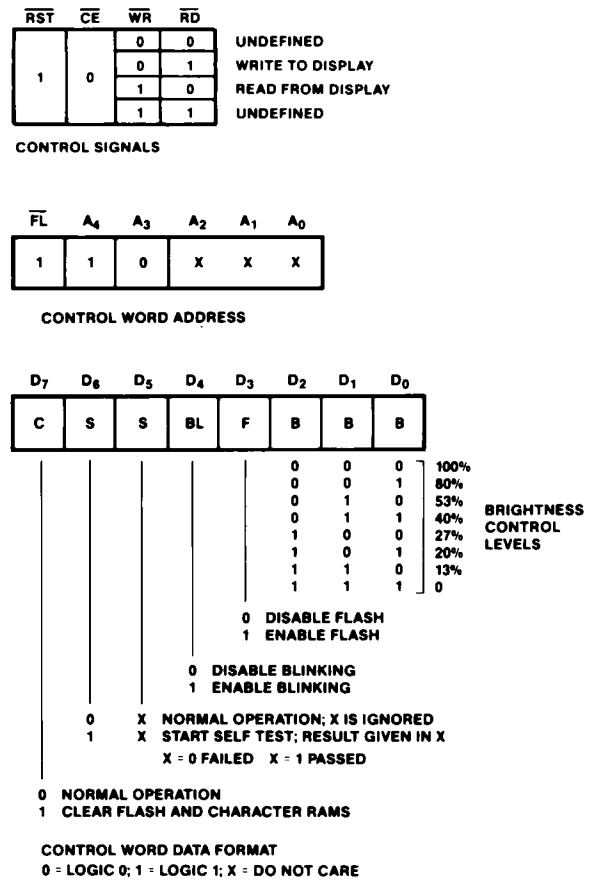 RST CE WR RD
0 0 UNDEFINED
0 1 WRITE TO DISPLAY
1 0 1 0 READ FROM DISPLAY
1 1 UNDEFINED
CONTROL SIGNALS
FL A4 A3 A2 A1 A0
1 1 0 X X X
CONTROL WORD ADDRESS
D7 D6 D5 D4 D3 D2 D1 D0
C S S BL F B B B
0 0 0 100%
0 0 1 80%
0 1 0 53%
0 1 1 40%
1 0 0 27%
1 0 1 20%
1 1 0 13%
1 1 1 0
BRIGHTNESS
CONTROL
LEVELS
0 DISABLE FLASH
1 ENABLE FLASH
0 DISABLE BLINKING
1 ENABLE BLINKING
0 X NORMAL OPERATION; X IS IGNORED
1 X START SELF TEST; RESULT GIVEN IN X
X = 0 FAILED X = 1 PASSED
0 NORMAL OPERATION
1 CLEAR FLASH AND CHARACTER RAMS
CONTROL WORD DATA FORMAT
0 = LOGIC 0; 1 = LOGIC 1; X = DO NOT CARE